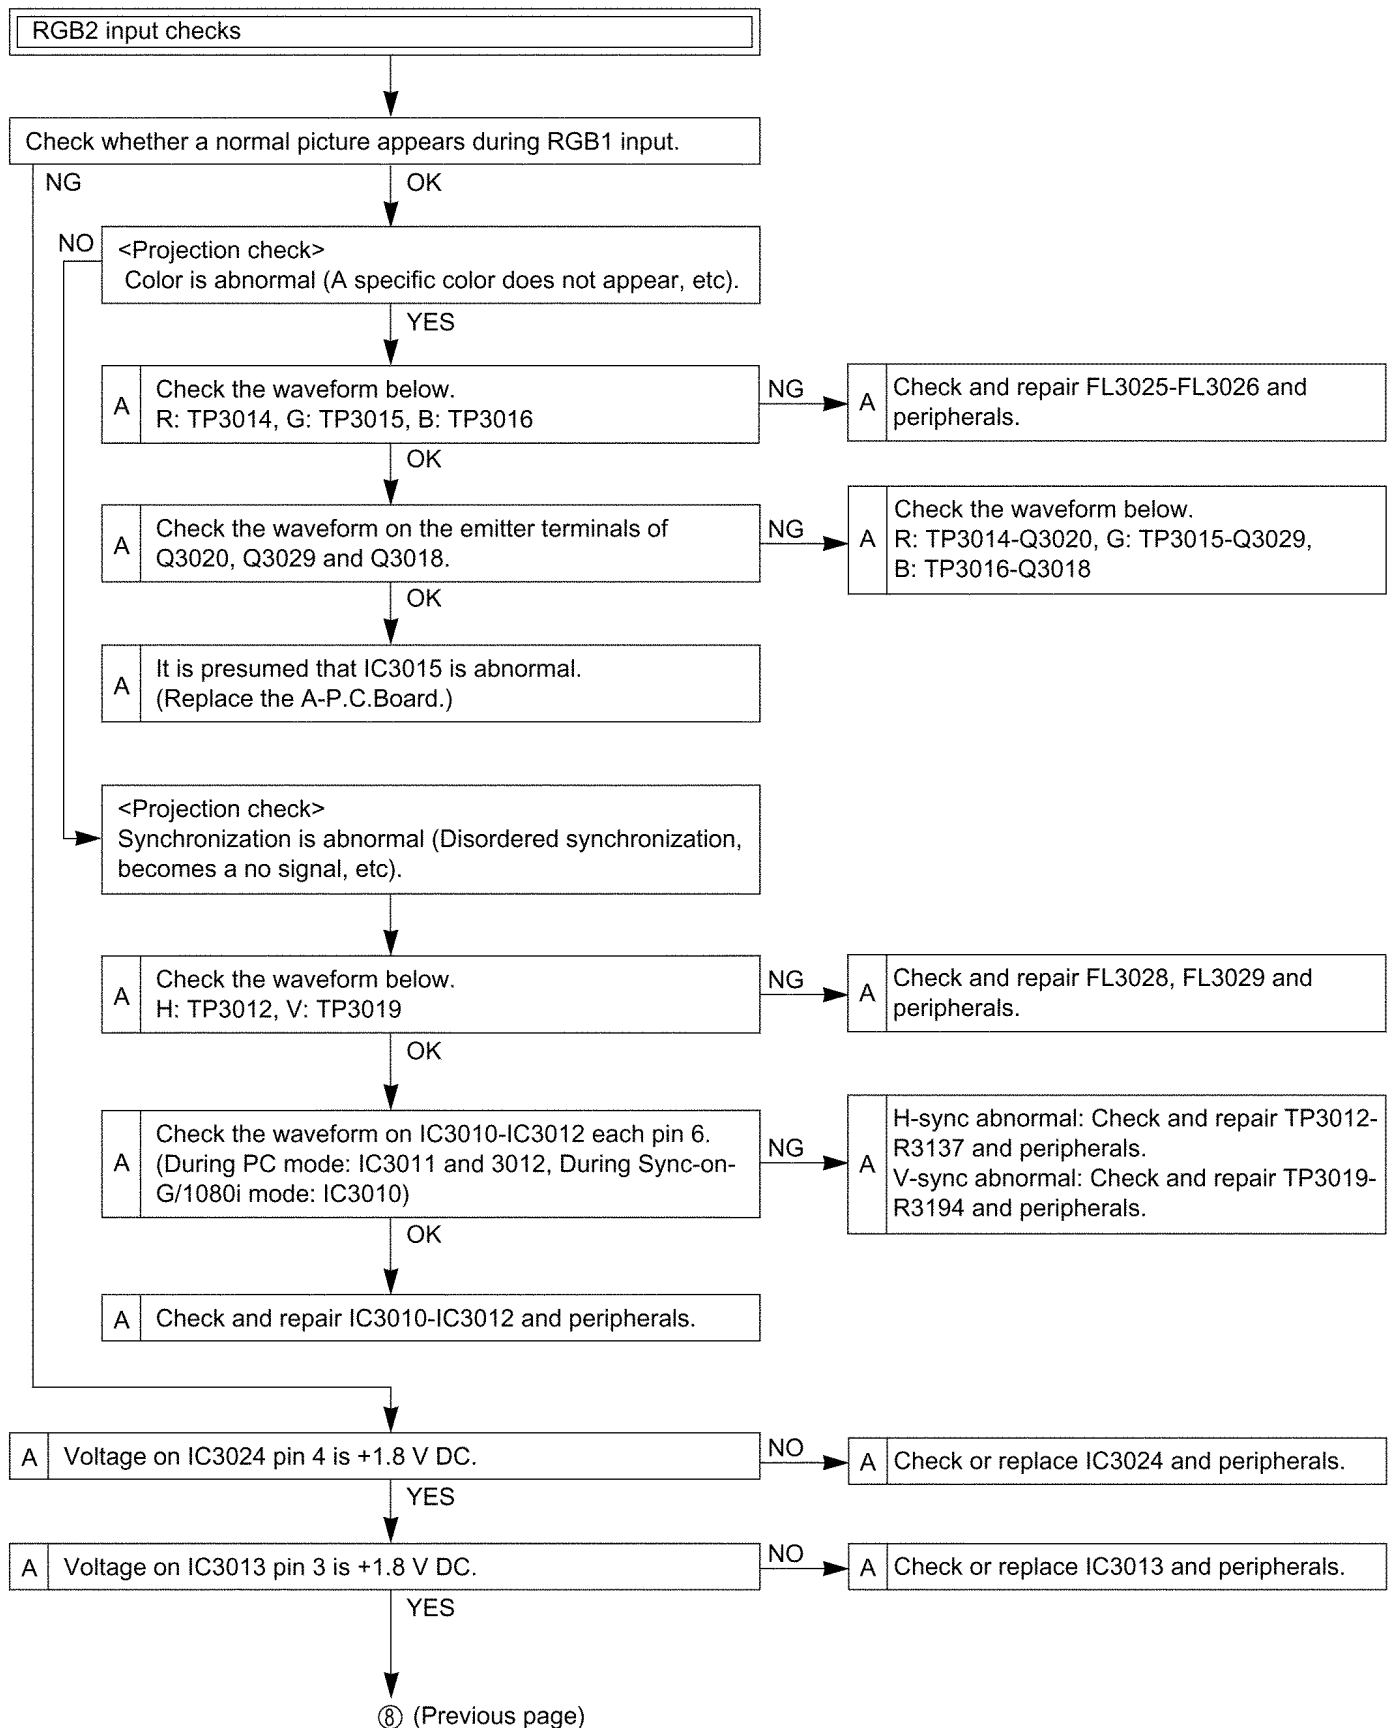 RGB2 input checks
Check whether a normal picture appears during RGB1 input.
NG
OK
NO
<Projection check>
Color is abnormal (A specific color does not appear, etc).
YES
A
Check the waveform below.
R: TP3014, G: TP3015, B: TP3016
NG
A
Check and repair FL3025-FL3026 and
peripherals.
OK
A
Check the waveform on the emitter terminals of
Q3020, Q3029 and Q3018.
NG
A
Check the waveform below.
R: TP3014-Q3020, G: TP3015-Q3029,
B: TP3016-Q3018
OK
A
It is presumed that IC3015 is abnormal.
(Replace the A-P.C.Board.)
<Projection check>
Synchronization is abnormal (Disordered synchronization,
becomes a no signal, etc).
A
Check the waveform below.
H: TP3012, V: TP3019
NG
A
Check and repair FL3028, FL3029 and
peripherals.
OK
A
Check the waveform on IC3010-IC3012 each pin 6.
(During PC mode: IC3011 and 3012, During Sync-on-
G/1080i mode: IC3010)
NG
A
H-sync abnormal: Check and repair TP3012-
R3137 and peripherals.
V-sync abnormal: Check and repair TP3019-
R3194 and peripherals.
OK
A
Check and repair IC3010-IC3012 and peripherals.
A
Voltage on IC3024 pin 4 is +1.8 V DC.
NO
A
Check or replace IC3024 and peripherals.
YES
A
Voltage on IC3013 pin 3 is +1.8 V DC.
NO
A
Check or replace IC3013 and peripherals.
YES
⑧ (Previous page)